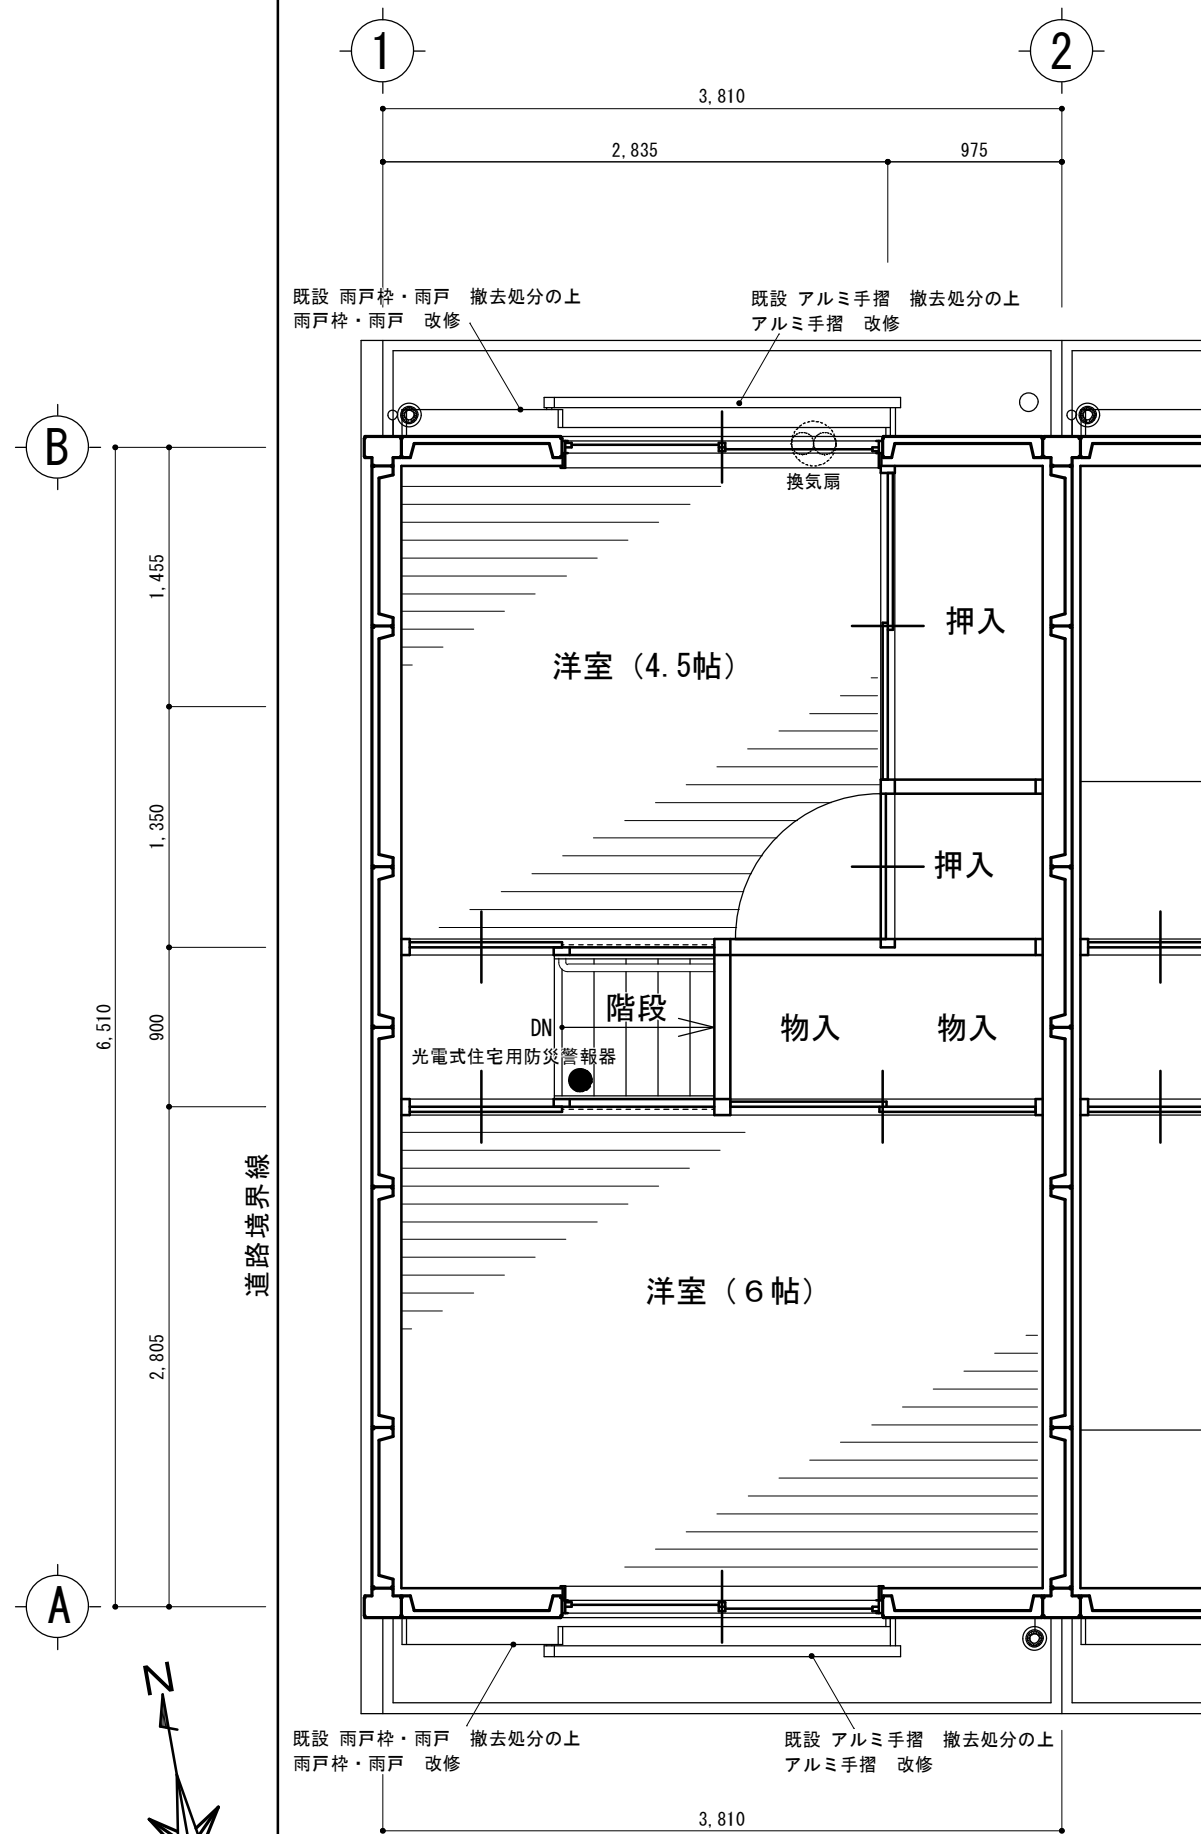 1
2
3,810
2,835
975
既設 雨戸枠・雨戸　撤去処分の上
雨戸枠・雨戸　改修
既設 アルミ手摺　撤去処分の上
アルミ手摺　改修
B
換気扇
1,455
押入
洋室（4.5帖）
1,350
押入
6,510
900
階段
DN
物入
物入
光電式住宅用防災警報器
道路境界線
洋室（６帖）
2,805
A
N
既設 雨戸枠・雨戸　撤去処分の上
雨戸枠・雨戸　改修
既設 アルミ手摺　撤去処分の上
アルミ手摺　改修
3,810